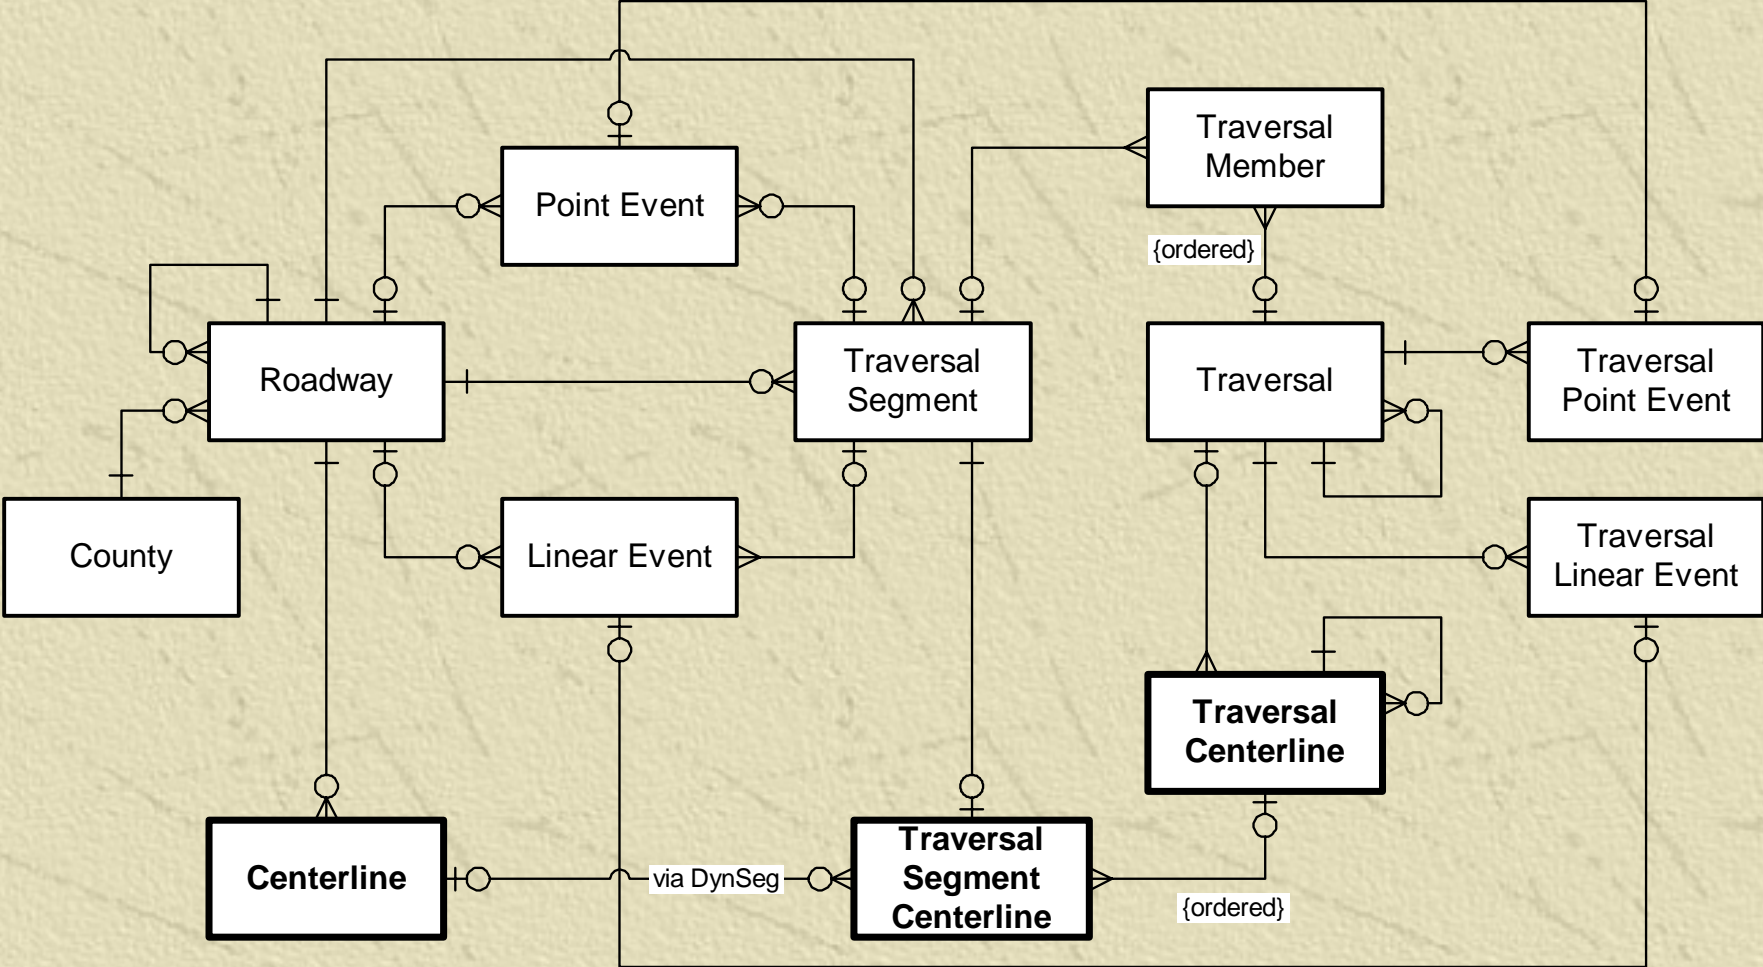 Traversal
Member
Point Event
{ordered}
Roadway
Traversal
Segment
Traversal
Traversal
Point Event
County
Linear Event
Traversal
Linear Event
Traversal
Centerline
Centerline
via DynSeg
Traversal
Segment
Centerline
{ordered}